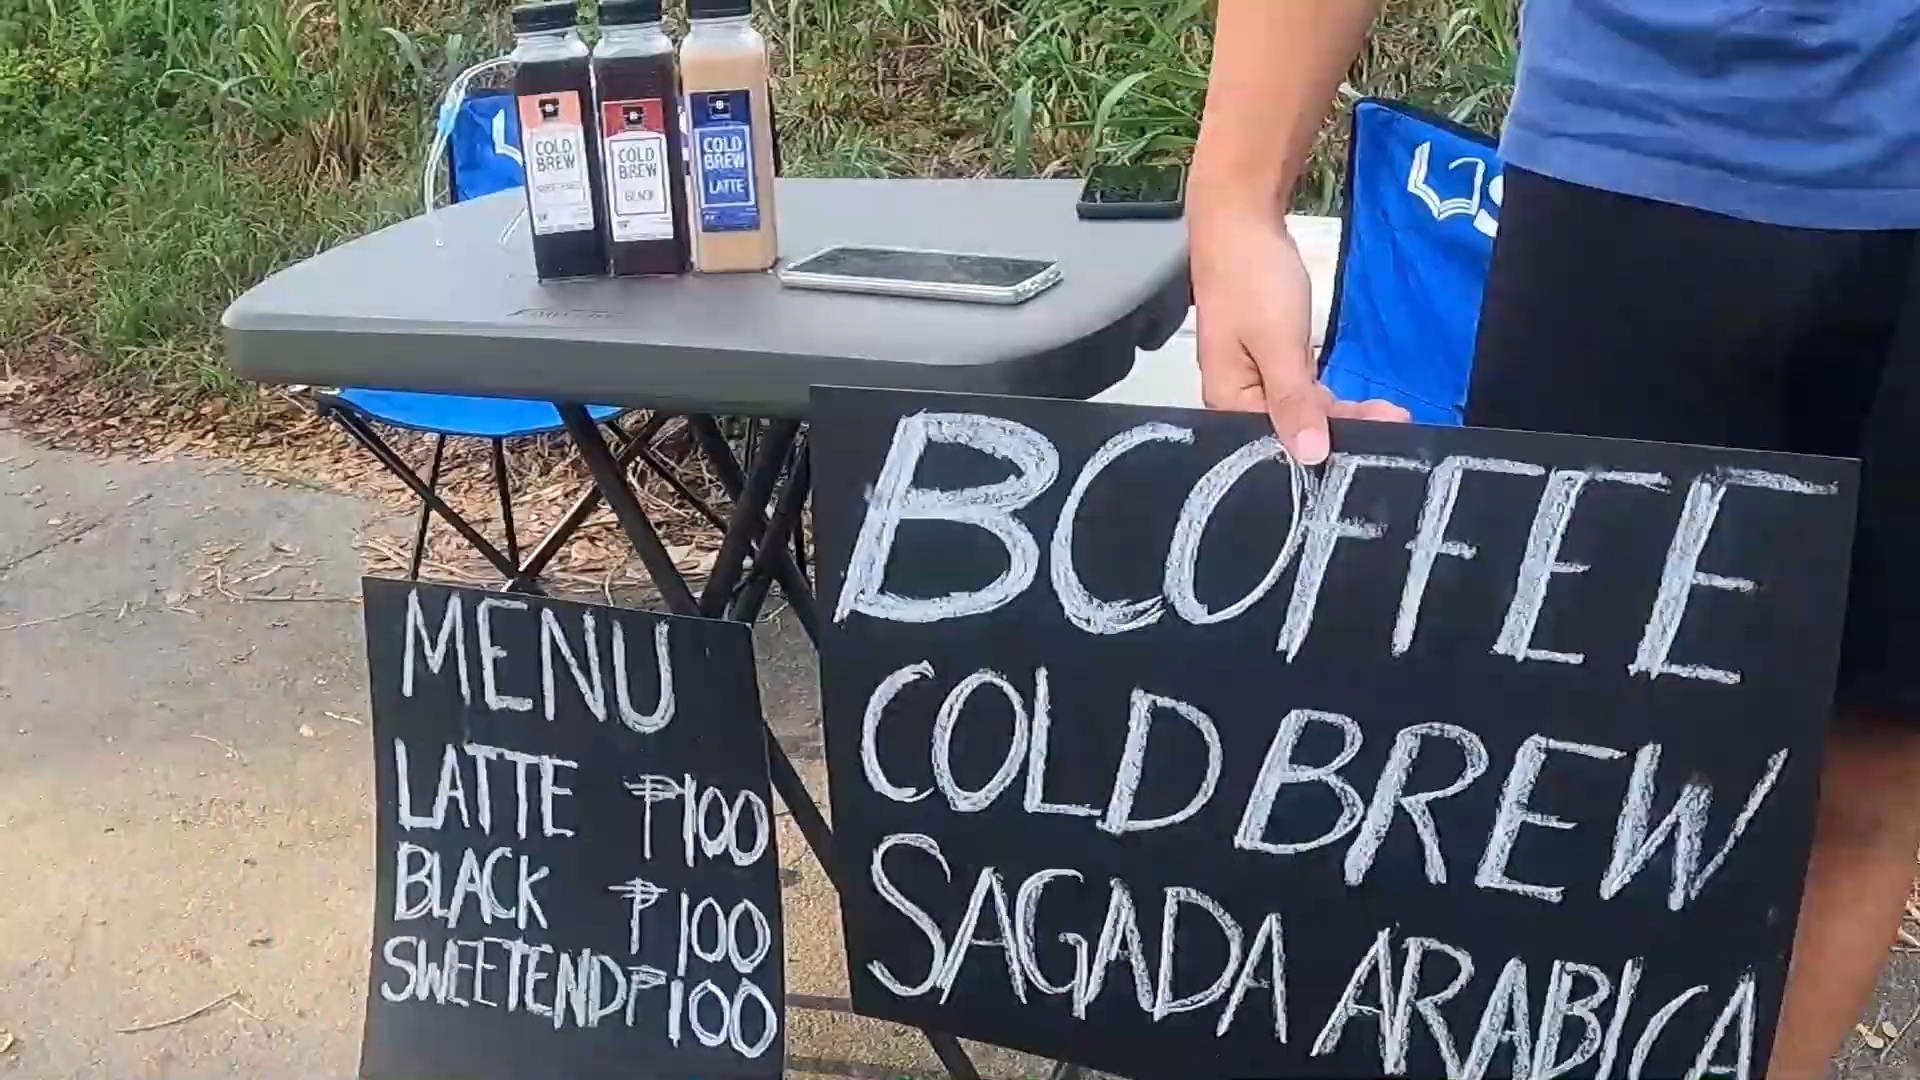 COLD
BREW
COLD
BREW
BLACK
COLD
BREW
LATTE
BCOFFEE
COLD BREW
SAGADA ARABICA
MENU
LATTE ₱100
BLACK ₱100
SWEETEND ₱100